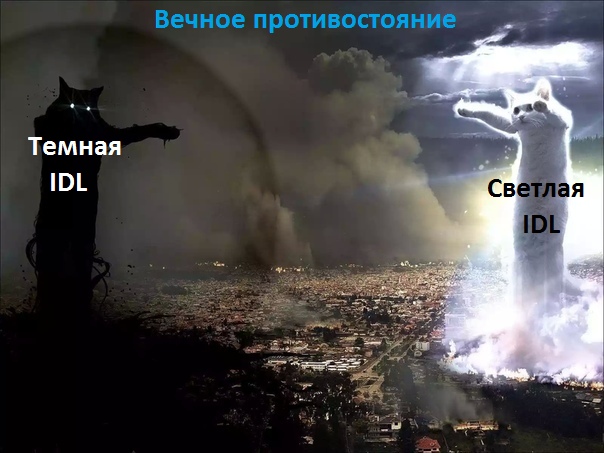 Вечное противостояние
Темная
IDL
Светлая
IDL